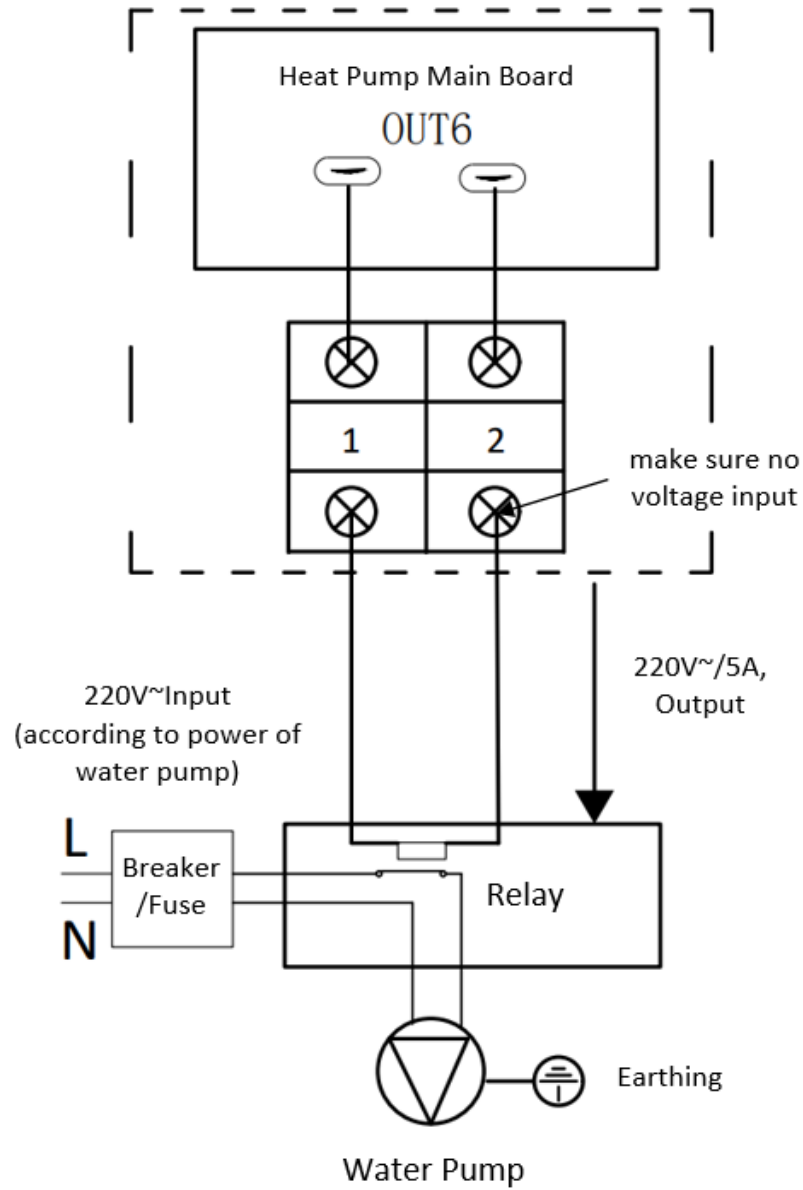 Heat Pump Main Board
OUT6
1
2
make sure no
voltage input
220V~/5A,
Output
220V~Input
(according to power of
water pump)
L
Breaker
/Fuse
N
Relay
Earthing
Water Pump